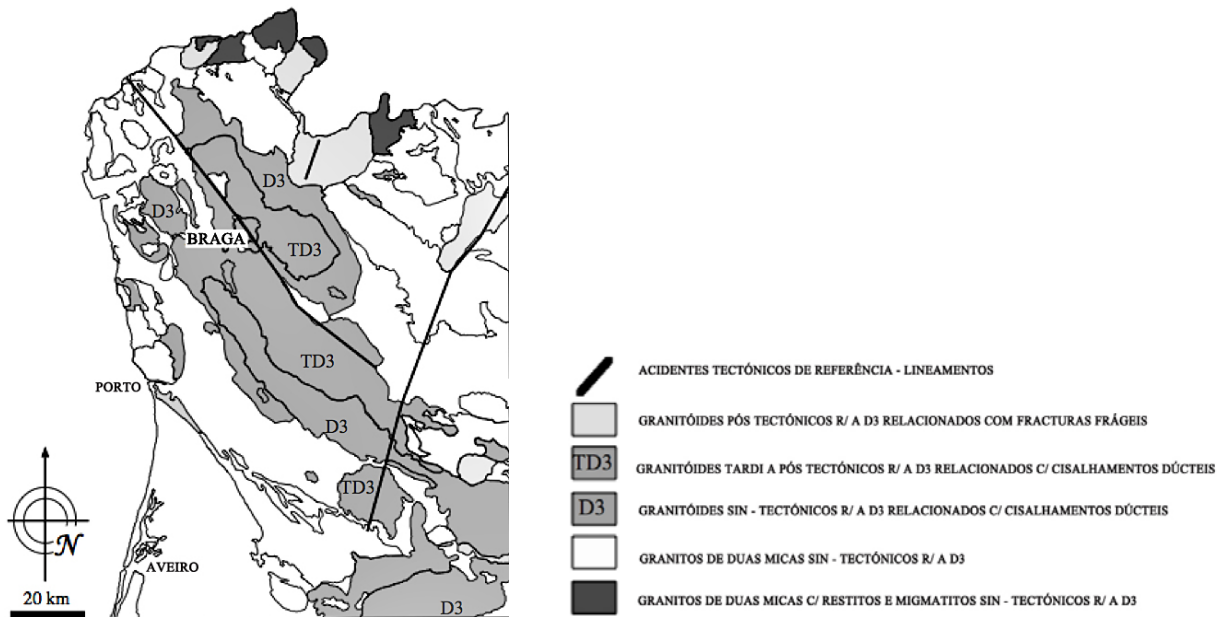 D3
D3
BRAGA
TD3
TD3
PORTO
D3
TD3
N
AVEIRO
20 km
D3
ACIDENTES TECTÓNICOS DE REFERÊNCIA - LINEAMENTOS
GRANITÓIDES PÓS TECTÓNICOS R/ A D3 RELACIONADOS COM FRACTURAS FRÁGEIS
TD3 GRANITÓIDES TARDI A PÓS TECTÓNICOS R/ A D3 RELACIONADOS C/ CISALHAMENTOS DÚCTEIS
D3 GRANITÓIDES SIN - TECTÓNICOS R/ A D3 RELACIONADOS C/ CISALHAMENTOS DÚCTEIS
GRANITOS DE DUAS MICAS SIN - TECTÓNICOS R/ A D3
GRANITOS DE DUAS MICAS C/ RESTITOS E MIGMATITOS SIN - TECTÓNICOS R/ A D3